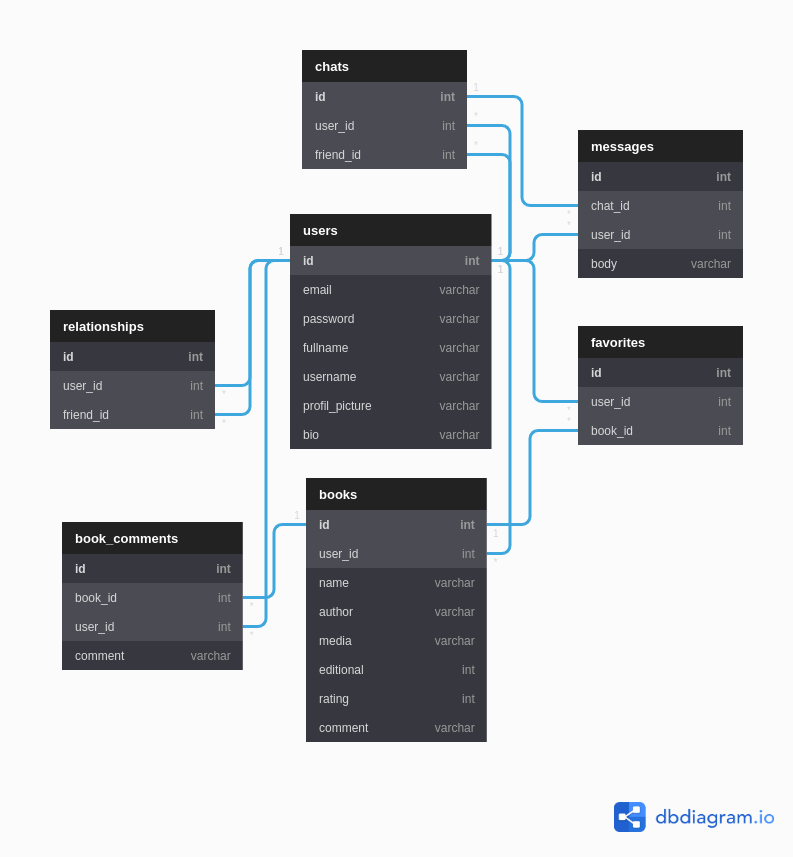 chats
id int
user_id int
friend_id int
1
*
*
messages
id int
chat_id int
user_id int
body varchar
*
*
users
id int
email varchar
password varchar
fullname varchar
username varchar
profil_picture varchar
bio varchar
1
1
1
relationships
id int
user_id int
friend_id int
*
*
favorites
id int
user_id int
book_id int
*
*
books
id int
user_id int
name varchar
author varchar
media varchar
editional int
rating int
comment varchar
1
1
*
book_comments
id int
book_id int
user_id int
comment varchar
*
*
dbdiagram.io